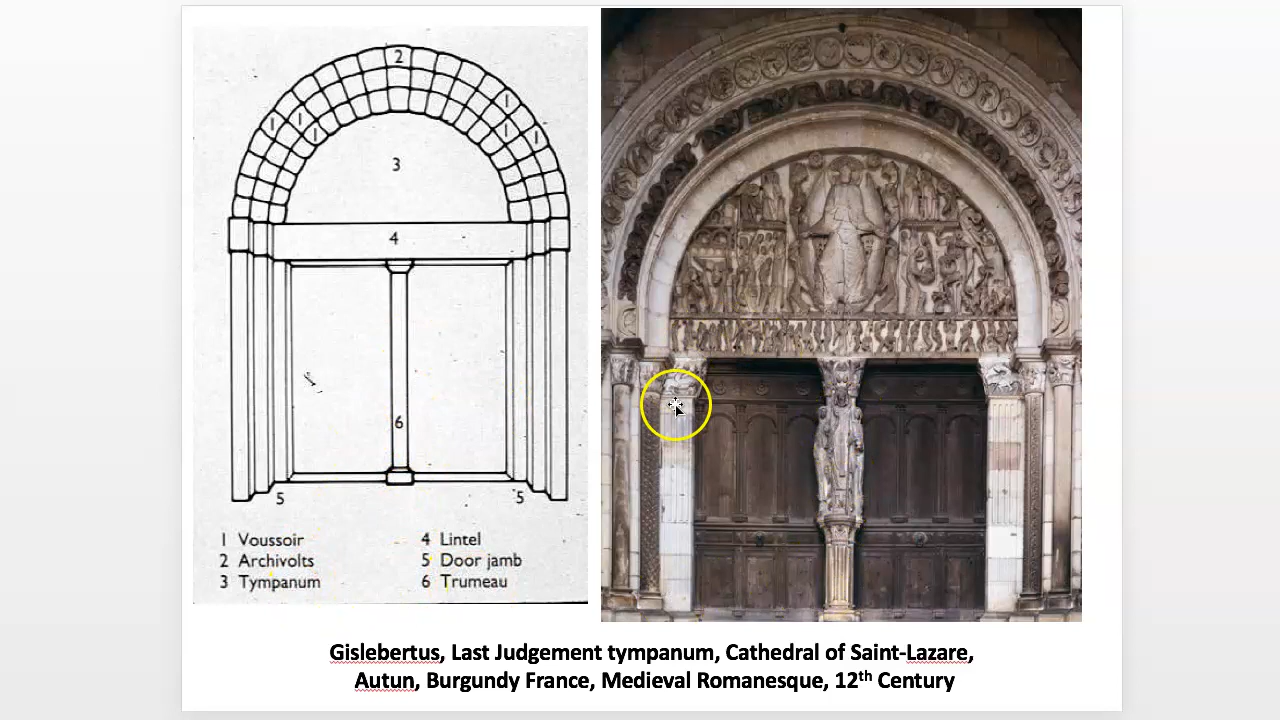 2
1
1 1
1 1 1
3
4
6
5 5
1 Voussoir
2 Archivolts
3 Tympanum
4 Lintel
5 Door jamb
6 Trumeau
Gislebertus, Last Judgement tympanum, Cathedral of Saint-Lazare,
Autun, Burgundy France, Medieval Romanesque, 12th Century